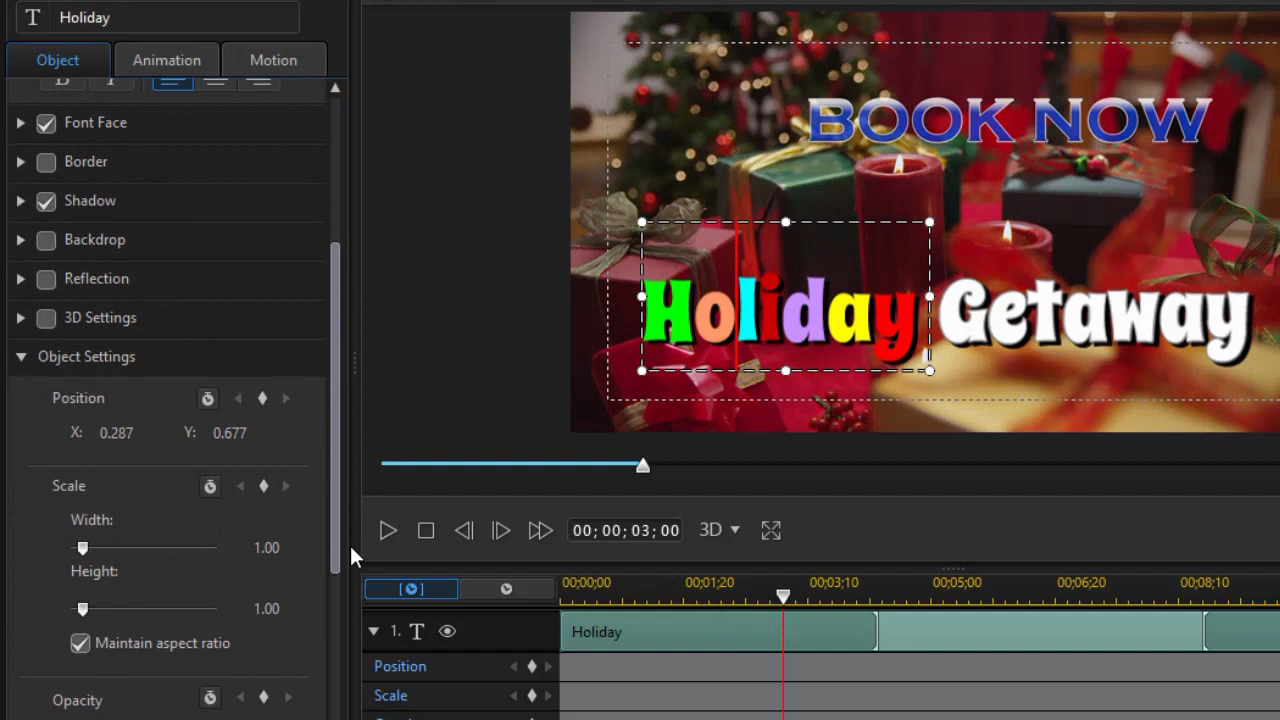 T Holiday
Object Animation Motion
Font Face
Border
Shadow
Backdrop
Reflection
3D Settings
Object Settings
Position
X: 0.287 Y: 0.677
Scale
Width:
1.00
Height:
1.00
Maintain aspect ratio
Opacity
BOOK NOW
Holiday Getaway
00; 00; 03; 00 3D
00;00;00 00;01;20 00;03;10 00;05;00 00;06;20 00;08;10
1. T Holiday
Position
Scale